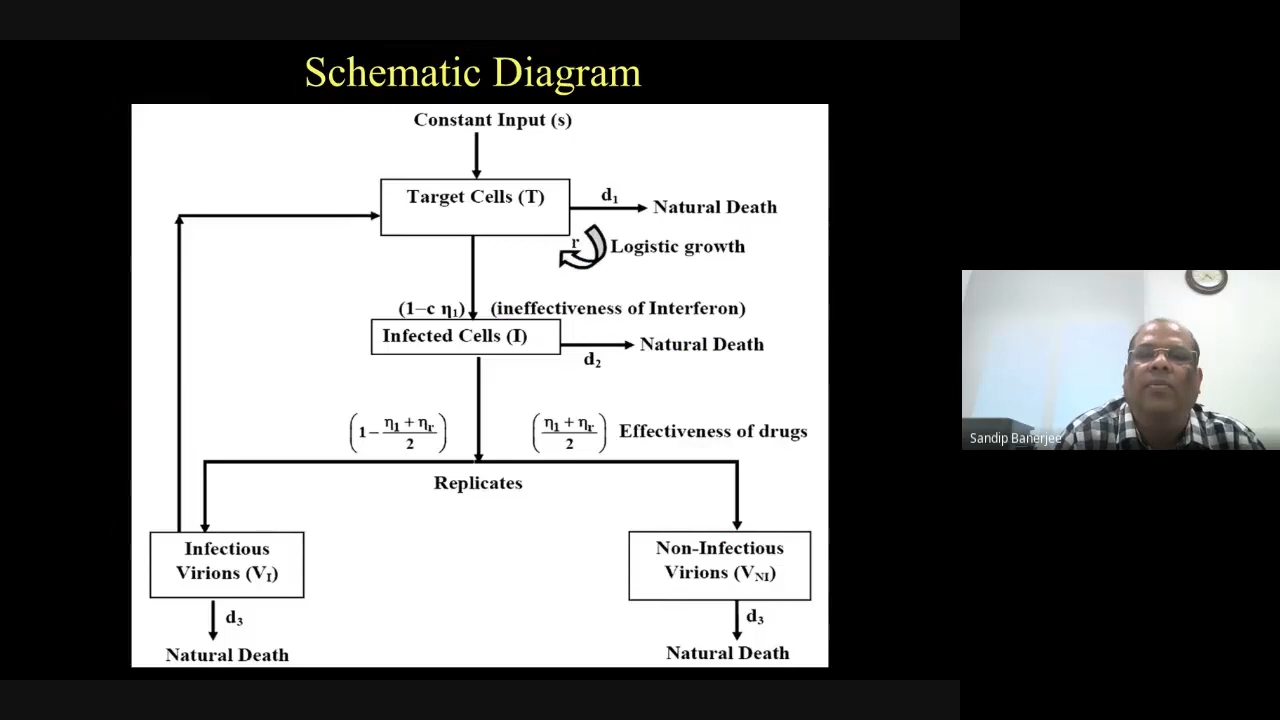 Schematic Diagram
Constant Input (s)
Target Cells (T)
d₁
Natural Death
r
Logistic growth
(1−c η₁)
(ineffectiveness of Interferon)
Infected Cells (I)
Natural Death
d₂
(1 − (η₁ + ηᵣ)/2)
((η₁ + ηᵣ)/2)
Effectiveness of drugs
Sandip Banerjee
Replicates
Infectious
Virions (V_I)
Non-Infectious
Virions (V_NI)
d₃
Natural Death
d₃
Natural Death